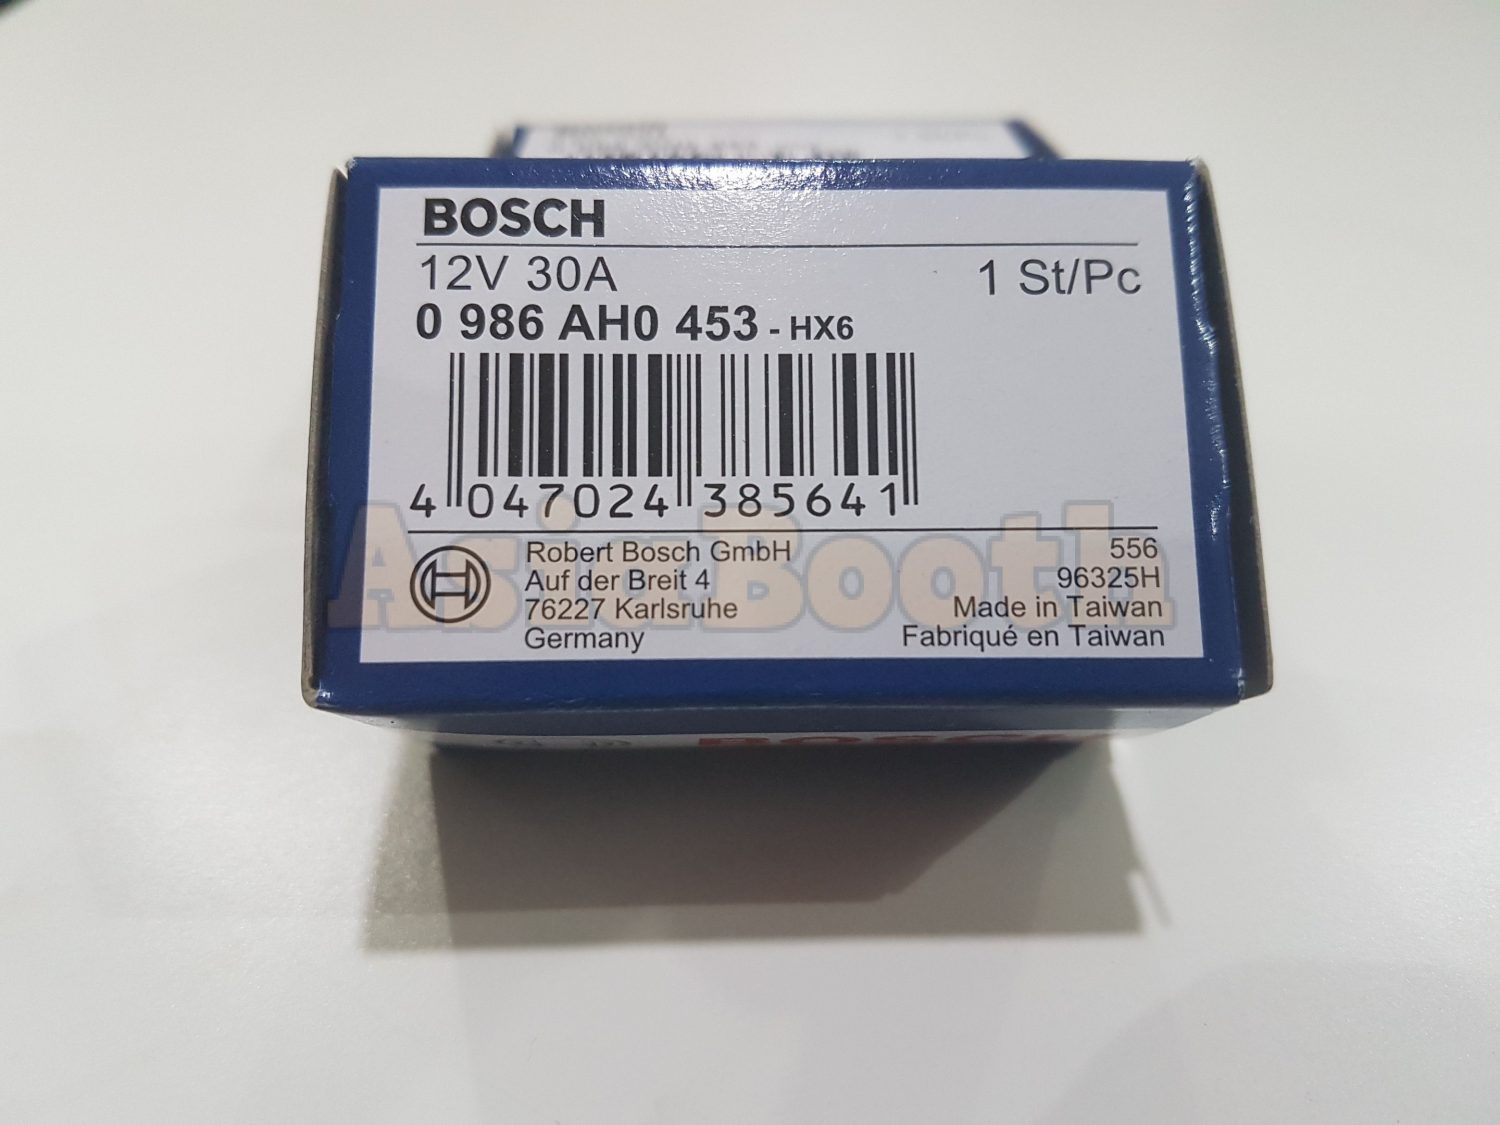 BOSCH
12V 30A 1 St/Pc
0 986 AH0 453 - HX6
4 047024 385641
AsiaBooth
Robert Bosch GmbH 556
Auf der Breit 4 96325H
76227 Karlsruhe Made in Taiwan
Germany Fabriqué en Taiwan
BOSCH